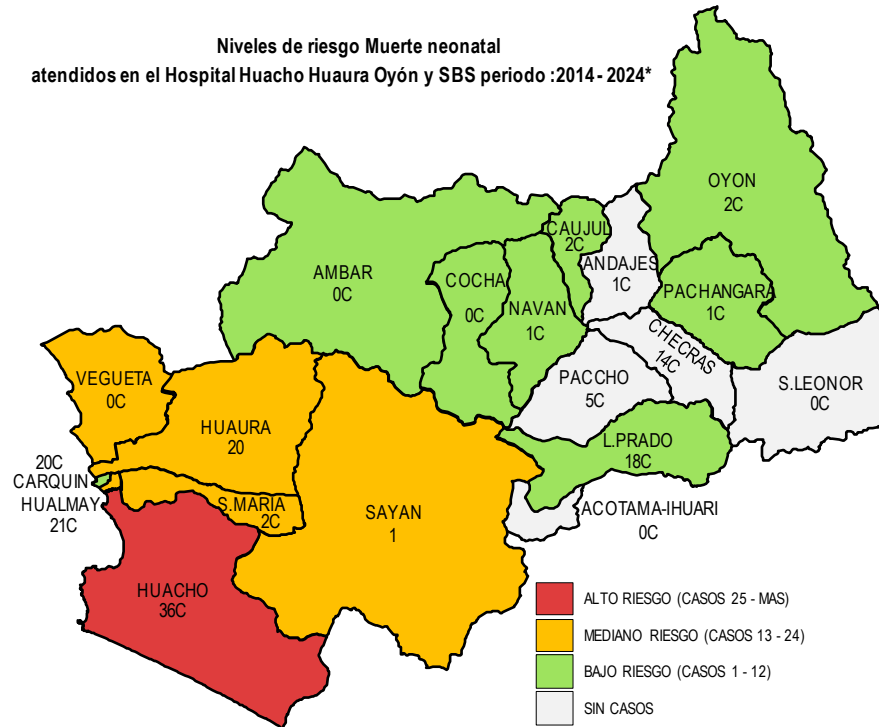 Niveles de riesgo Muerte neonatal
atendidos en el Hospital Huacho Huaura Oyón y SBS periodo :2014 - 2024*
OYON
2C
CAUJUL
2C
ANDAJES
1C
AMBAR
0C
COCHA
0C
NAVAN
1C
PACHANGARA
1C
CHECRAS
14C
VEGUETA
0C
PACCHO
5C
S.LEONOR
0C
HUAURA
20
L.PRADO
18C
20C
CARQUIN
HUALMAY
21C
S.MARIA
2C
SAYAN
1
ACOTAMA-IHUARI
0C
HUACHO
36C
ALTO RIESGO (CASOS 25 - MAS)
MEDIANO RIESGO (CASOS 13 - 24)
BAJO RIESGO (CASOS 1 - 12)
SIN CASOS